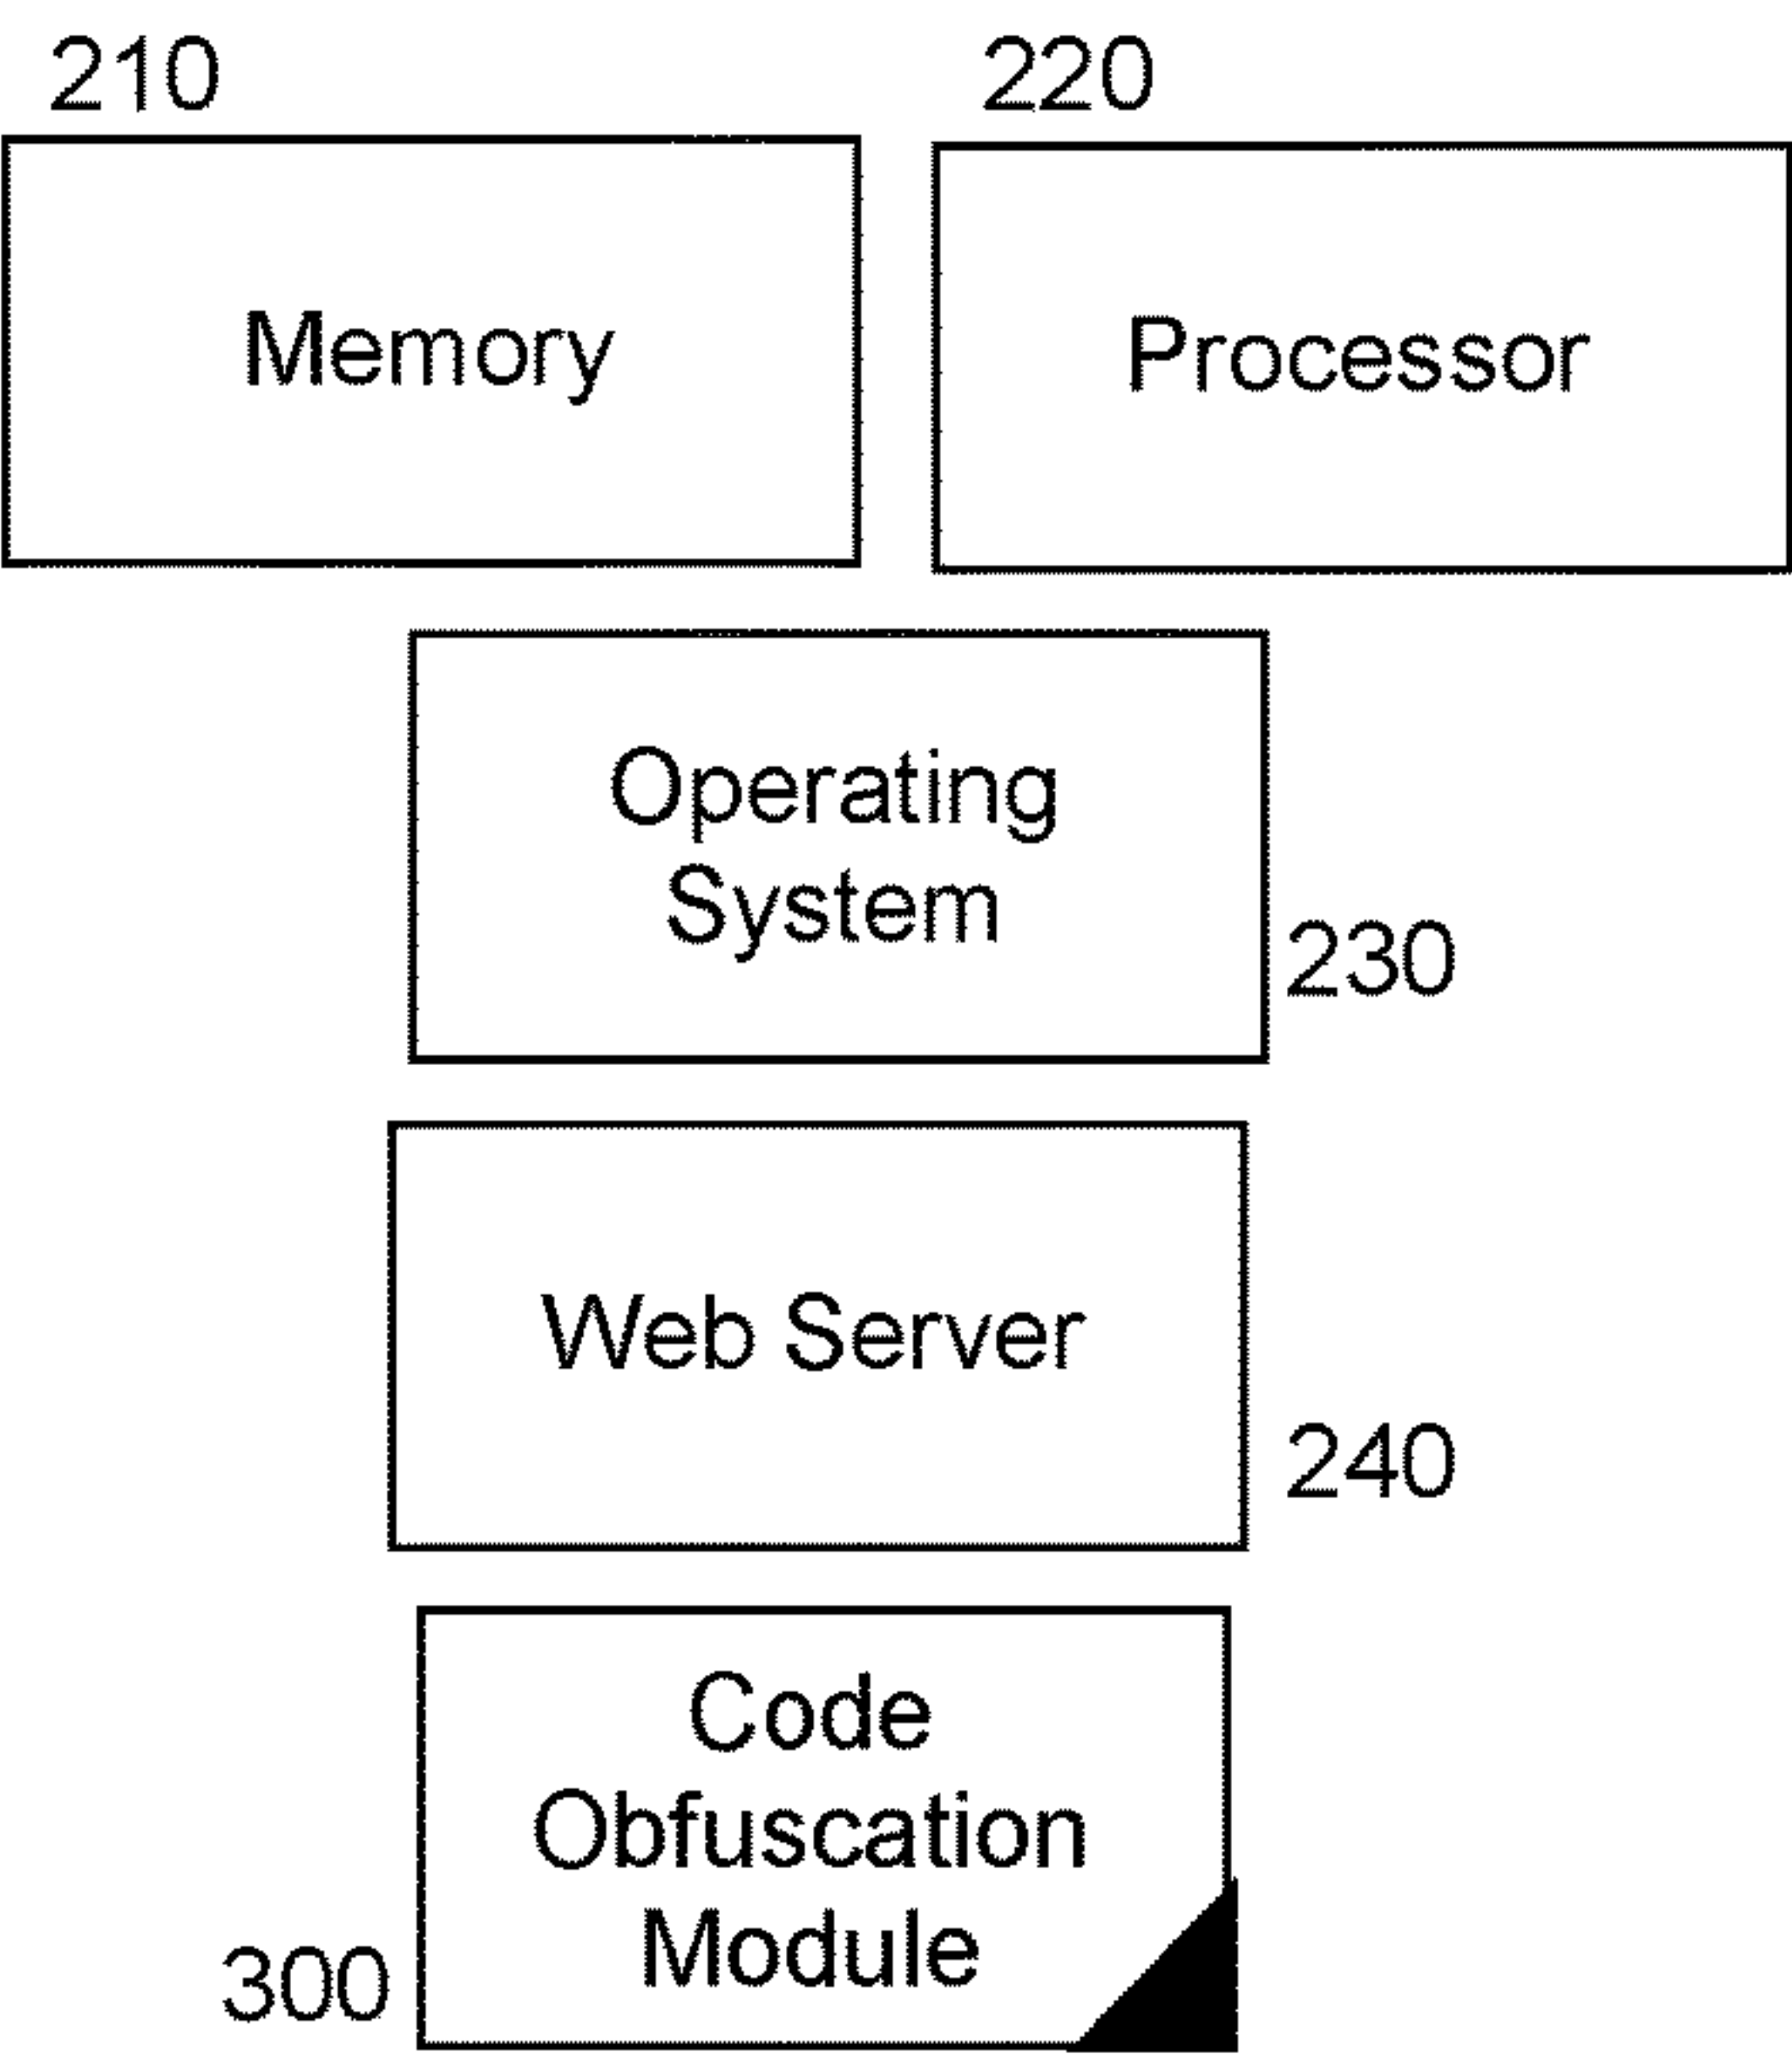 210
220
Memory
Processor
Operating
System
230
Web Server
240
Code
Obfuscation
Module
300